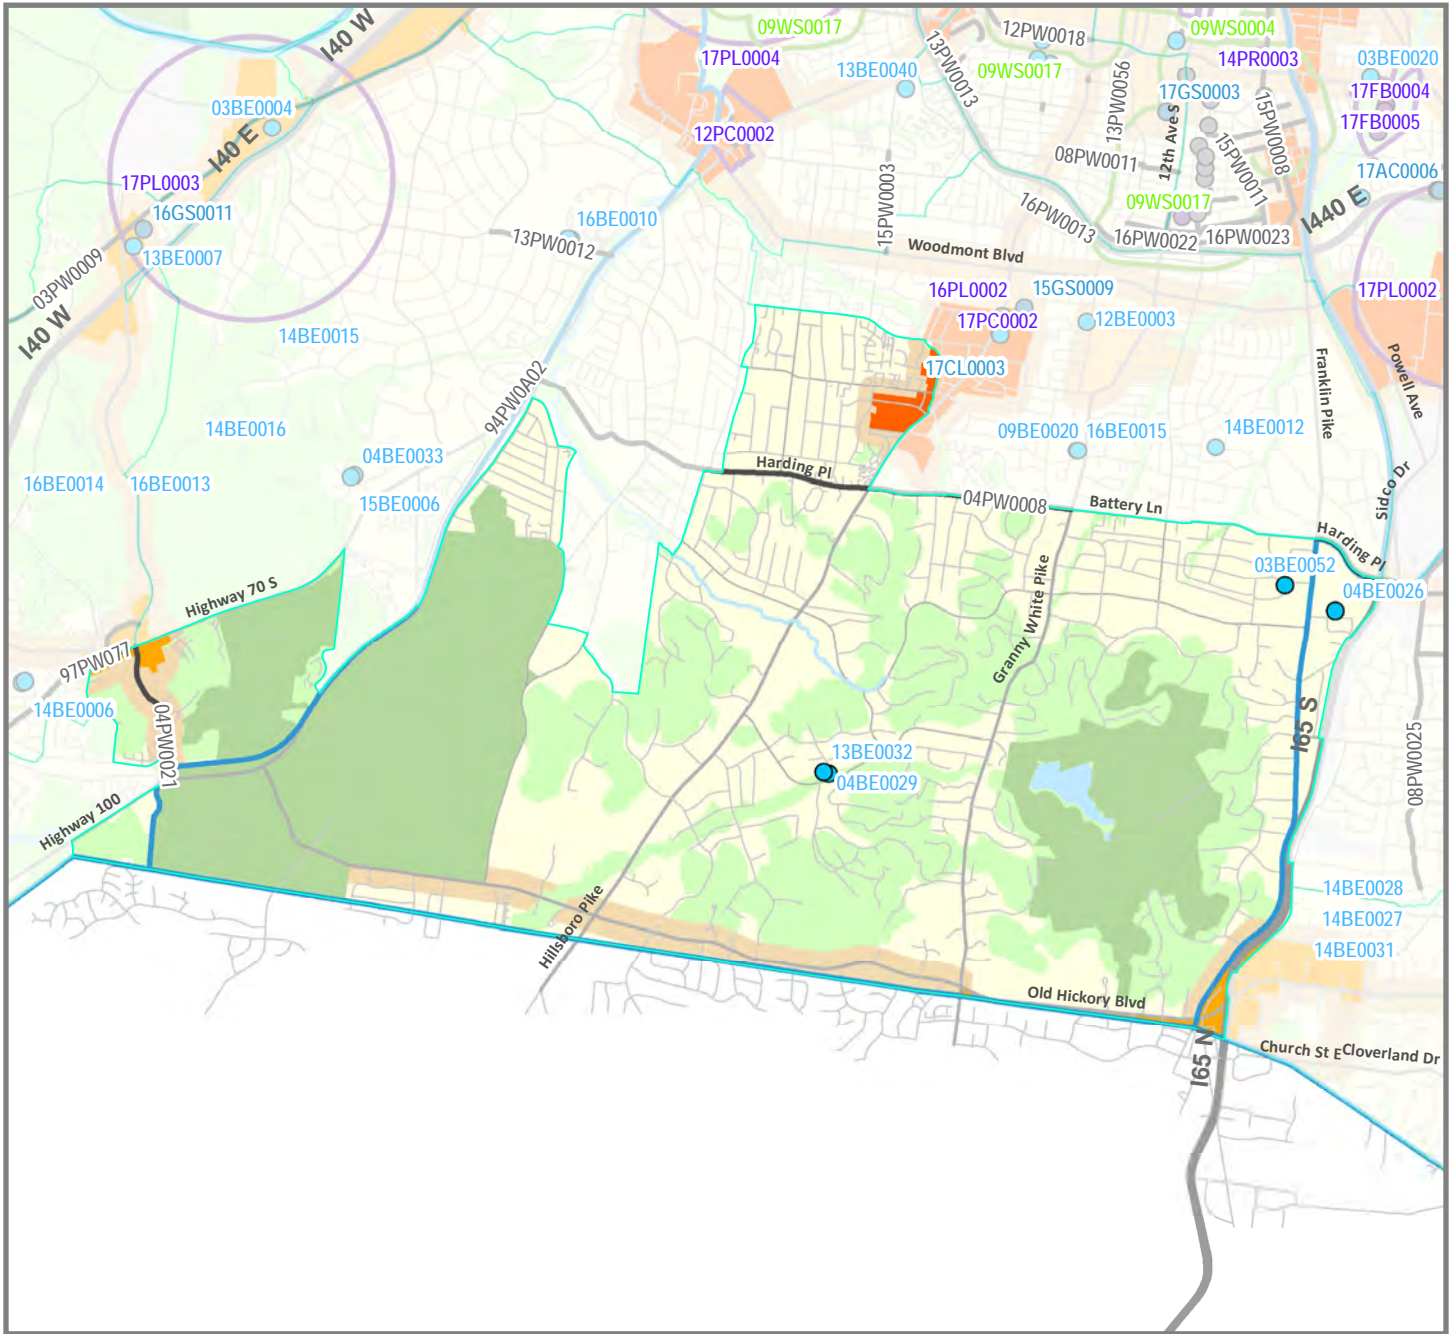 I40 W
09WS0017
12PW0018
09WS0004
17PL0004
13BE0040
13PW0013
09WS0017
13PW0056
14PR0003
03BE0020
17GS0003
17FB0004
03BE0004
I40 E
12PC0002
12th Ave S
15PW0008
17FB0005
15PW0011
08PW0011
17AC0006
17PL0003
15PW0003
16PW0013
09WS0017
I440 E
16GS0011
16BE0010
13PW0012
16PW0022
16PW0023
13BE0007
Woodmont Blvd
03PW0009
16PL0002
15GS0009
17PL0002
I40 W
14BE0015
17PC0002
12BE0003
94PW0A02
17CL0003
Franklin Pike
Powell Ave
14BE0016
09BE0020
16BE0015
14BE0012
04BE0033
Harding Pl
Sidco Dr
16BE0014
16BE0013
15BE0006
04PW0008
Battery Ln
Harding Pl
03BE0052
Highway 70 S
Granny White Pike
04BE0026
97PW077
14BE0006
04PW0021
I65 S
13BE0032
04BE0029
08PW0025
Highway 100
14BE0028
Hillsboro Pike
14BE0027
14BE0031
Old Hickory Blvd
I65 N
Church St E
Cloverland Dr